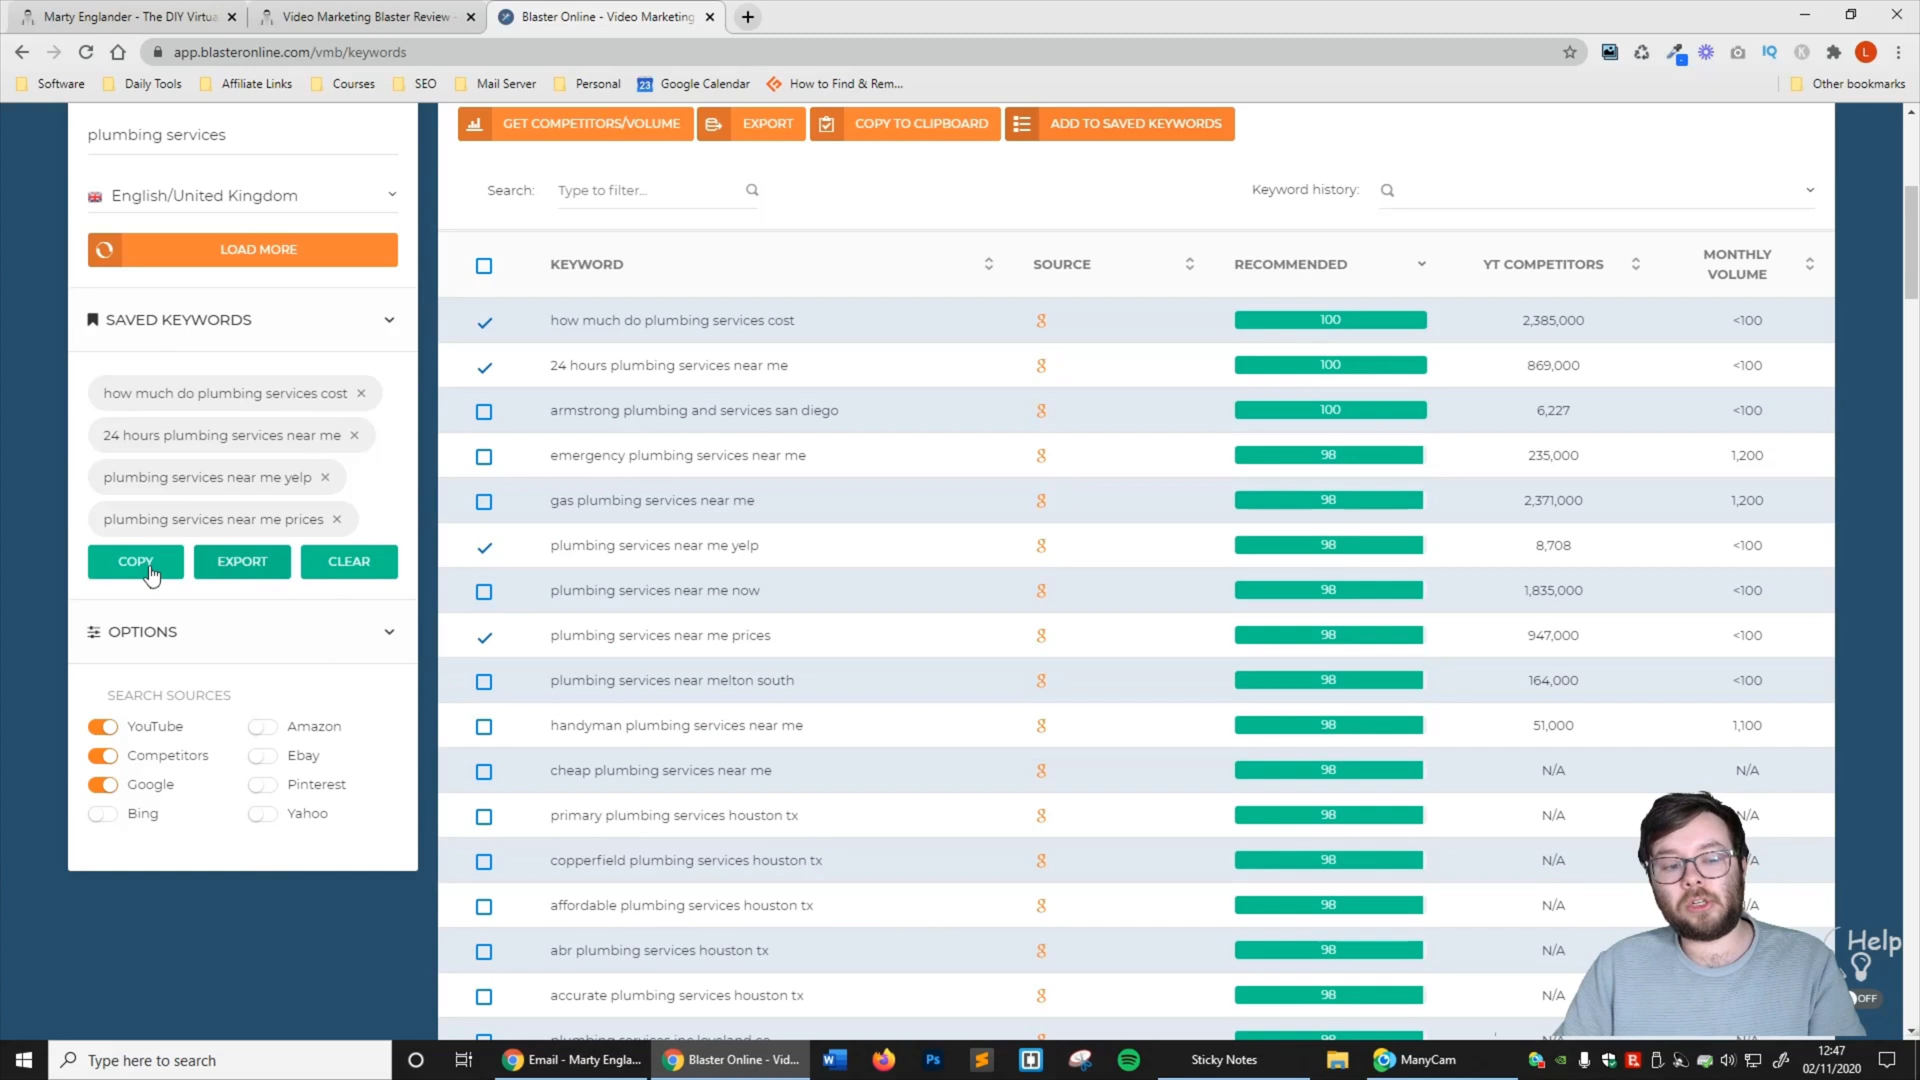 Marty Englander - The DIY Virtua
Video Marketing Blaster Review -
Blaster Online - Video Marketing
app.blasteronline.com/vmb/keywords
IQ
K
L
Software
Daily Tools
Affiliate Links
Courses
SEO
Mail Server
Personal
23
Google Calendar
How to Find & Rem...
Other bookmarks
plumbing services
English/United Kingdom
LOAD MORE
SAVED KEYWORDS
how much do plumbing services cost ×
24 hours plumbing services near me ×
plumbing services near me yelp ×
plumbing services near me prices ×
COPY
EXPORT
CLEAR
OPTIONS
SEARCH SOURCES
YouTube Amazon
Competitors Ebay
Google Pinterest
Bing Yahoo
GET COMPETITORS/VOLUME
EXPORT
COPY TO CLIPBOARD
ADD TO SAVED KEYWORDS
Search: Type to filter...
Keyword history:
KEYWORD SOURCE RECOMMENDED YT COMPETITORS MONTHLY VOLUME
how much do plumbing services cost g 100 2,385,000 <100
24 hours plumbing services near me g 100 869,000 <100
armstrong plumbing and services san diego g 100 6,227 <100
emergency plumbing services near me g 98 235,000 1,200
gas plumbing services near me g 98 2,371,000 1,200
plumbing services near me yelp g 98 8,708 <100
plumbing services near me now g 98 1,835,000 <100
plumbing services near me prices g 98 947,000 <100
plumbing services near melton south g 98 164,000 <100
handyman plumbing services near me g 98 51,000 1,100
cheap plumbing services near me g 98 N/A N/A
primary plumbing services houston tx g 98 N/A N/A
copperfield plumbing services houston tx g 98 N/A /A
affordable plumbing services houston tx g 98 N/A /A
abr plumbing services houston tx g 98 N/A
accurate plumbing services houston tx g 98 N/A
Help
OFF
Type here to search
Email - Marty Engla...
Blaster Online - Vid...
W
Ps
Sticky Notes
ManyCam
12:47
02/11/2020